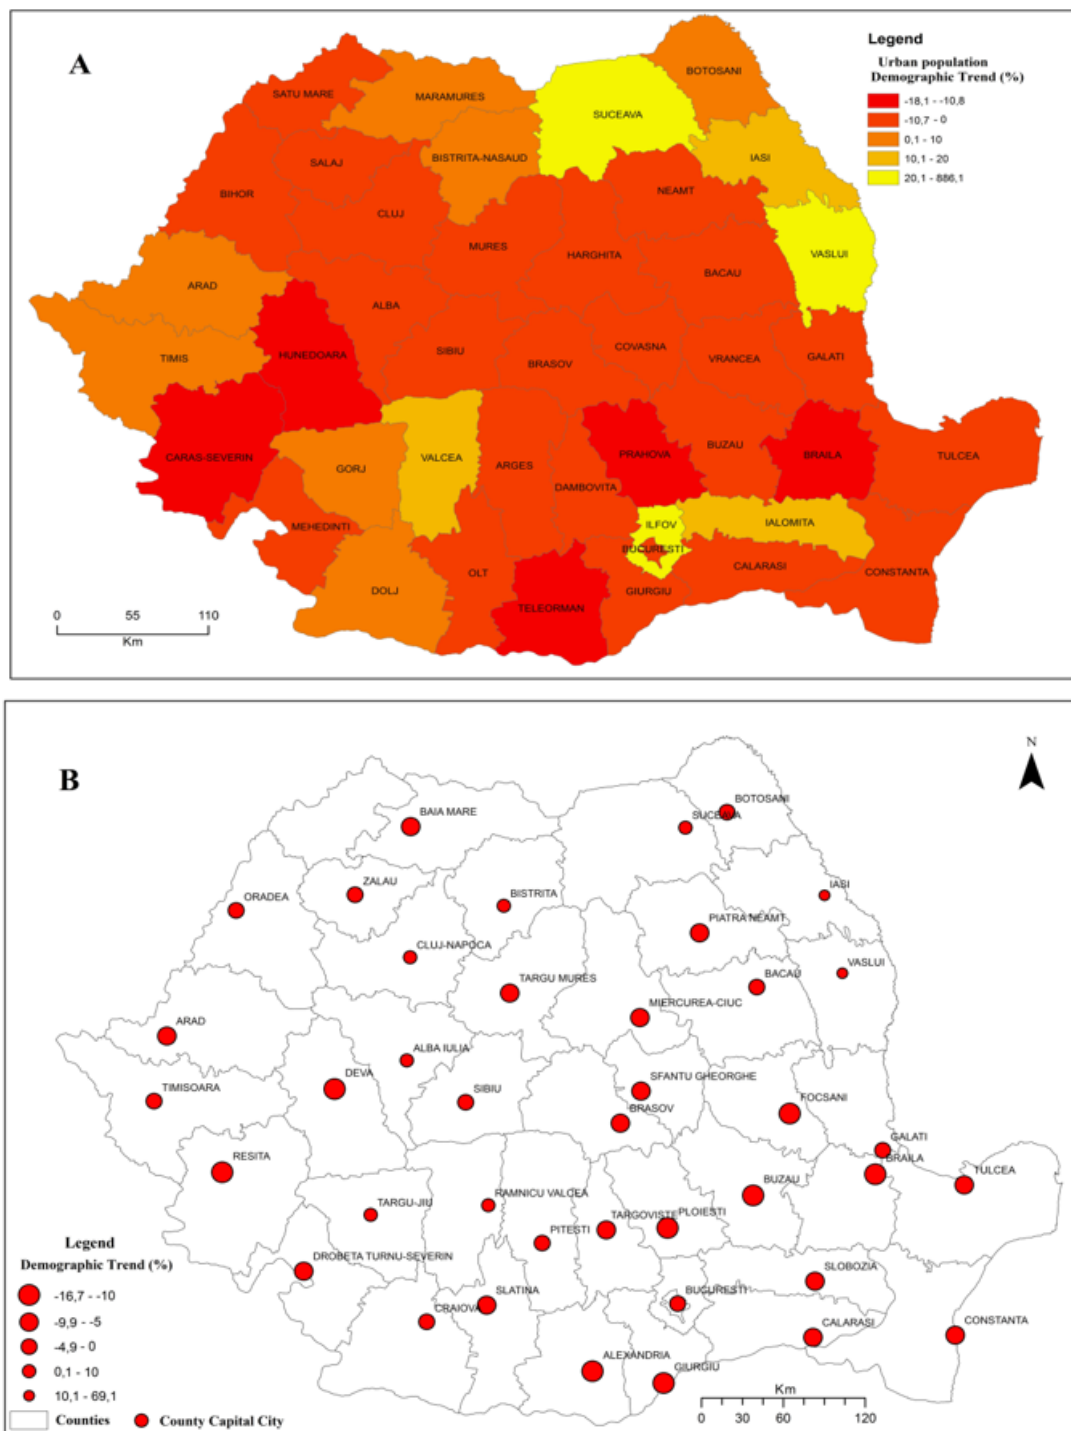 A
Legend
Urban population
Demographic Trend (%)
-18,1 - -10,8
-10,7 - 0
0,1 - 10
10,1 - 20
20,1 - 886,1
BOTOSANI
SATU MARE
MARAMURES
SUCEAVA
IASI
BISTRITA-NASAUD
SALAJ
NEAMT
BIHOR
CLUJ
MURES
HARGHITA
VASLUI
BACAU
ARAD
ALBA
HUNEDOARA
SIBIU
COVASNA
TIMIS
BRASOV
VRANCEA
GALATI
CARAS-SEVERIN
GORJ
VALCEA
ARGES
PRAHOVA
BUZAU
BRAILA
TULCEA
DAMBOVITA
MEHEDINTI
ILFOV
IALOMITA
BUCURESTI
DOLJ
OLT
CALARASI
CONSTANTA
TELEORMAN
GIURGIU
0 55 110
Km
B
N
BAIA MARE
BOTOSANI
SUCEAVA
ZALAU
IASI
ORADEA
BISTRITA
PIATRA NEAMT
CLUJ-NAPOCA
TARGU MURES
BACAU
VASLUI
MIERCUREA-CIUC
ARAD
ALBA IULIA
DEVA
SFANTU GHEORGHE
TIMISOARA
SIBIU
FOCSANI
BRASOV
GALATI
RESITA
BRAILA
TULCEA
BUZAU
TARGU-JIU
RAMNICU VALCEA
PITESTI
TARGOVISTE
PLOIESTI
DROBETA TURNU-SEVERIN
SLOBOZIA
SLATINA
BUCURESTI
CRAIOVA
CALARASI
CONSTANTA
ALEXANDRIA
GIURGIU
Legend
Demographic Trend (%)
-16,7 - -10
-9,9 - -5
-4,9 - 0
0,1 - 10
10,1 - 69,1
Counties
County Capital City
Km
0 30 60 120